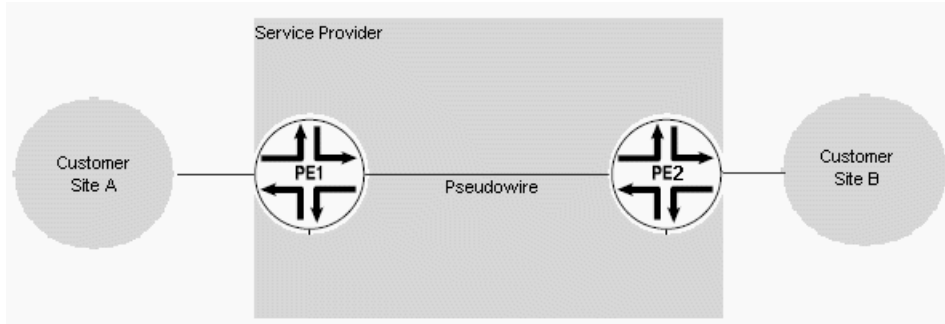 Service Provider
Customer
Site A
PE1
Pseudowire
PE2
Customer
Site B